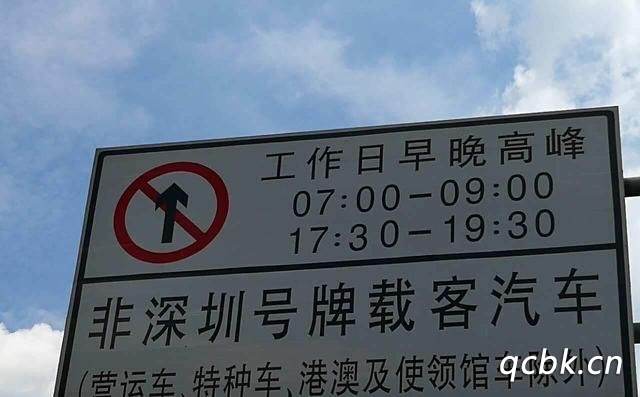 工作日早晚高峰
07:00-09:00
17:30-19:30
非深圳号牌载客汽车
(营运车、特种车、港澳及使领馆车除外)
qcbk.cn